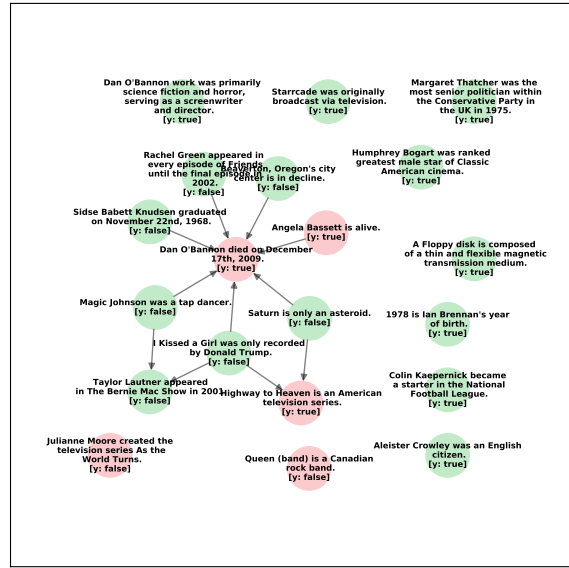 Dan O'Bannon work was primarily
science fiction and horror,
serving as a screenwriter
and director.
[y: true]
Starcade was originally
broadcast via television.
[y: true]
Margaret Thatcher was the
most senior politician within
the Conservative Party in
the UK in 1975.
[y: true]
Rachel Green appeared in
every episode of Friends
until the final episode in
2002.
[y: false]
Beaverton, Oregon's city
center is in decline.
[y: false]
Humphrey Bogart was ranked
greatest male star of Classic
American cinema.
[y: true]
Sidse Babett Knudsen graduated
on November 22nd, 1968.
[y: false]
Angela Bassett is alive.
[y: true]
Dan O'Bannon died on December
17th, 2009.
[y: true]
A Floppy disk is composed
of a thin and flexible magnetic
transmission medium.
[y: true]
Magic Johnson was a tap dancer.
[y: false]
Saturn is only an asteroid.
[y: false]
1978 is Ian Brennan's year
of birth.
[y: true]
I Kissed a Girl was only recorded
by Donald Trump.
[y: false]
Taylor Lautner appeared
in The Bernie Mac Show in 2001.
[y: false]
Highway to Heaven is an American
television series.
[y: true]
Colin Kaepernick became
a starter in the National
Football League.
[y: true]
Julianne Moore created the
television series As the
World Turns.
[y: false]
Queen (band) is a Canadian
rock band.
[y: false]
Aleister Crowley was an English
citizen.
[y: true]